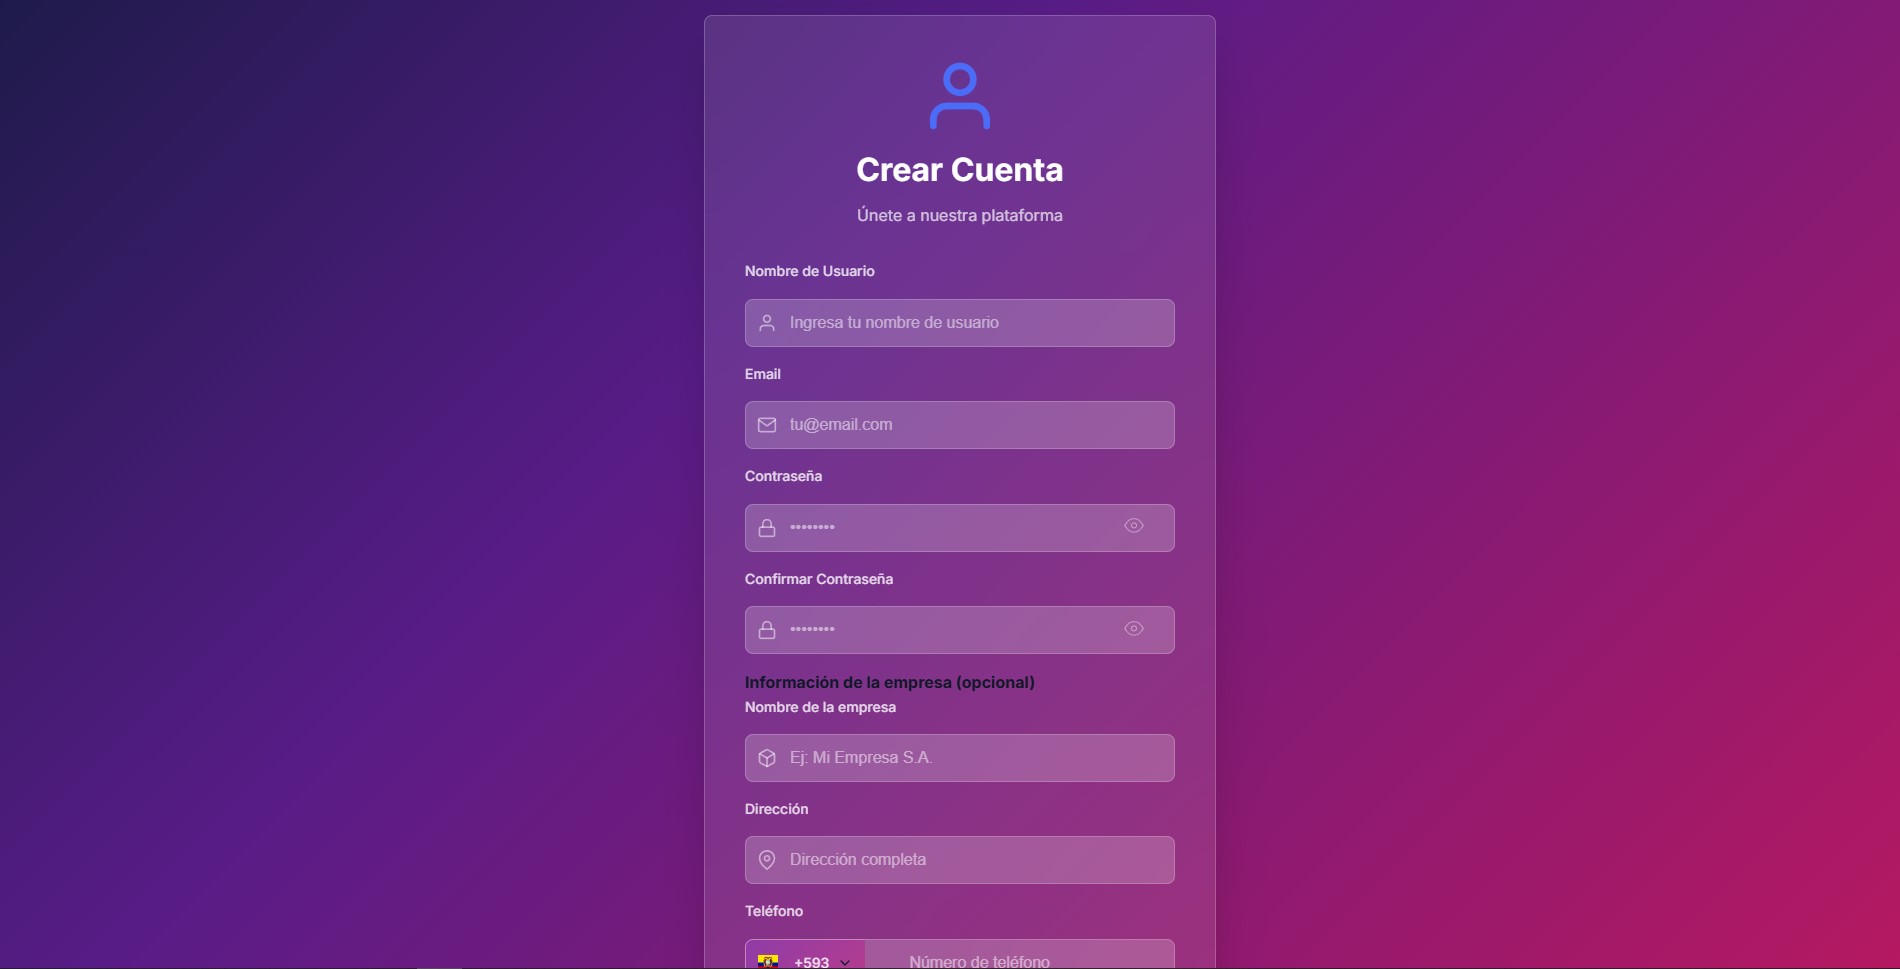 Crear Cuenta
Únete a nuestra plataforma
Nombre de Usuario
Ingresa tu nombre de usuario
Email
tu@email.com
Contraseña
••••••••
Confirmar Contraseña
••••••••
Información de la empresa (opcional)
Nombre de la empresa
Ej: Mi Empresa S.A.
Dirección
Dirección completa
Teléfono
+593 Número de teléfono